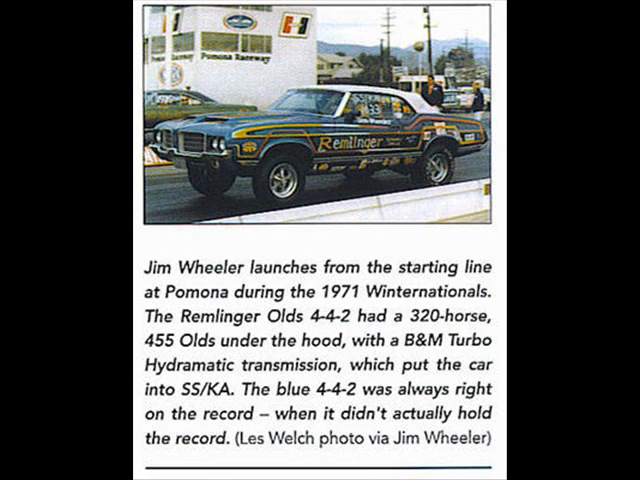 H
Pomona Raceway
33
Remlinger
Jim Wheeler launches from the starting line
at Pomona during the 1971 Winternationals.
The Remlinger Olds 4-4-2 had a 320-horse,
455 Olds under the hood, with a B&M Turbo
Hydramatic transmission, which put the car
into SS/KA. The blue 4-4-2 was always right
on the record – when it didn't actually hold
the record. (Les Welch photo via Jim Wheeler)